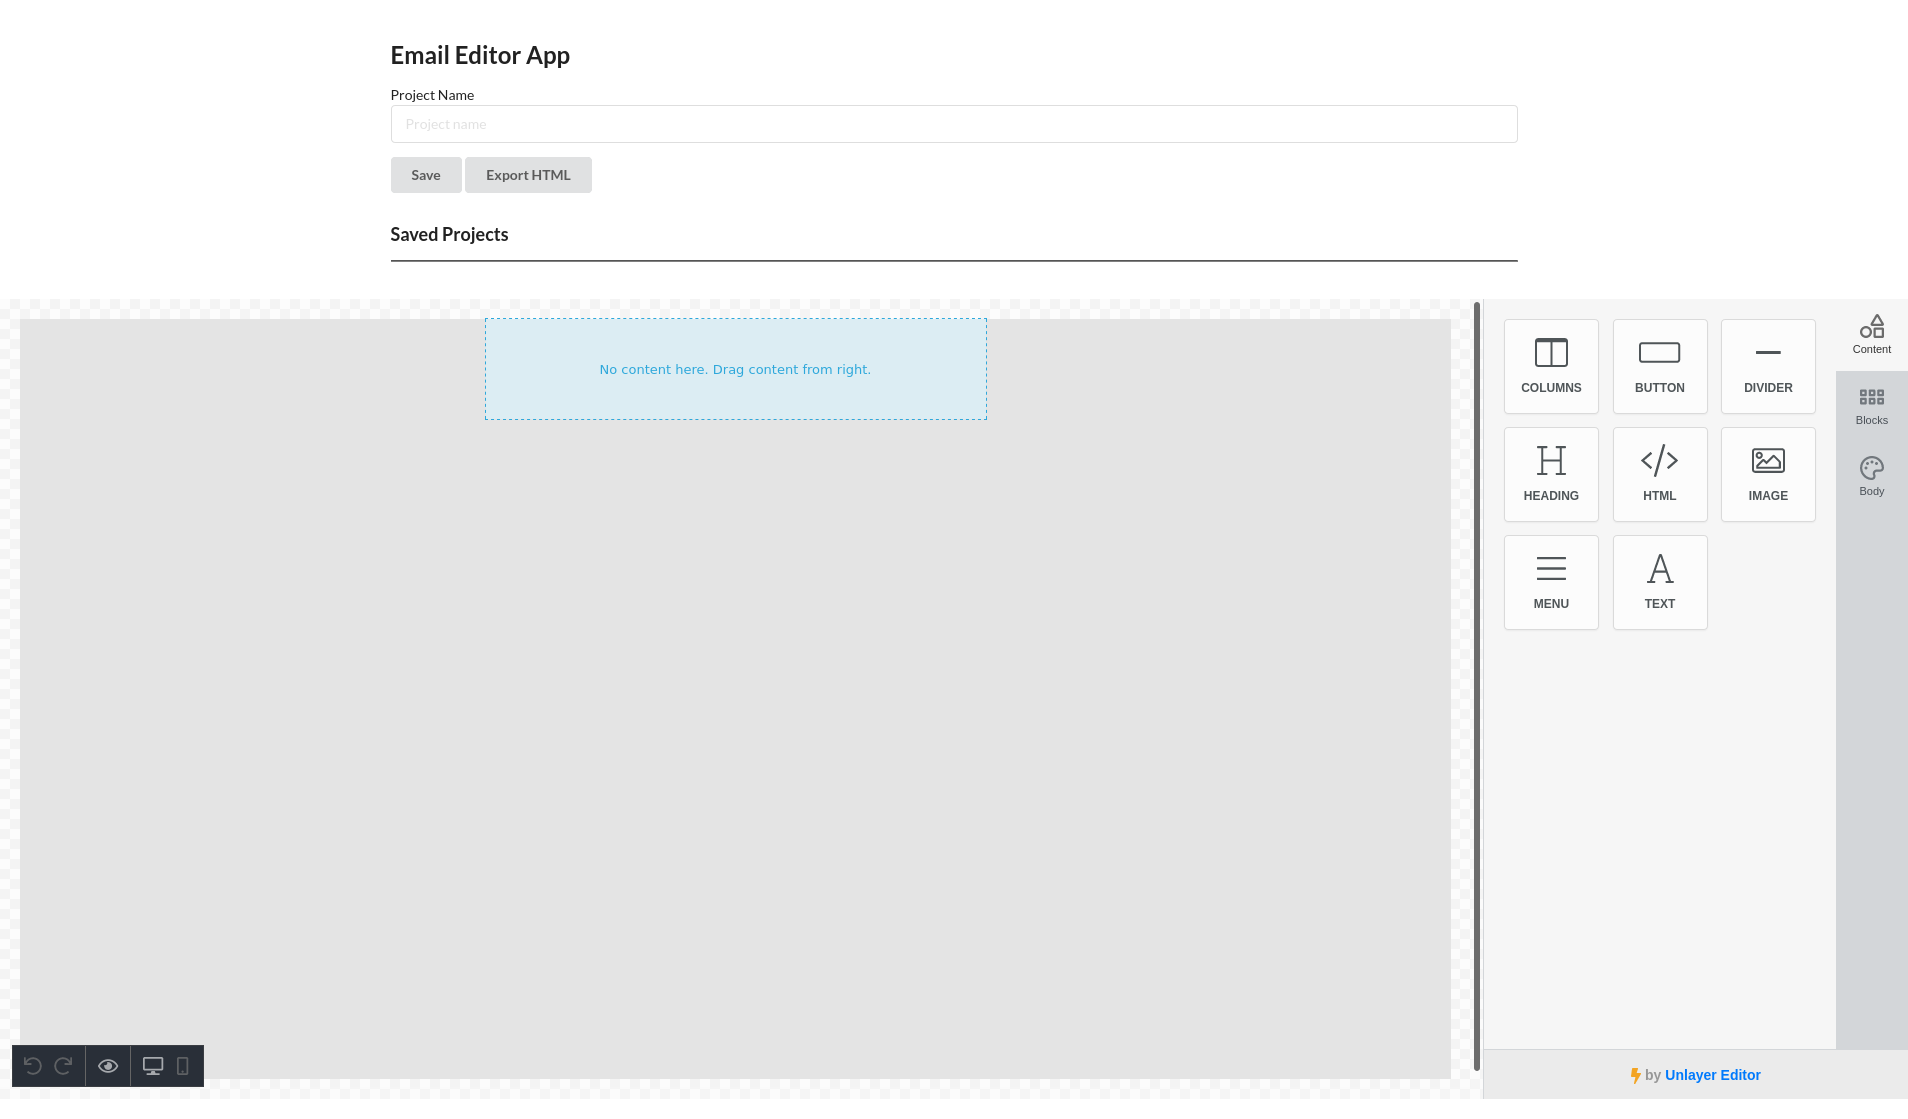 Email Editor App
Project Name
Project name
Save
Export HTML
Saved Projects
No content here. Drag content from right.
COLUMNS
BUTTON
DIVIDER
HEADING
HTML
IMAGE
MENU
TEXT
Content
Blocks
Body
by Unlayer Editor